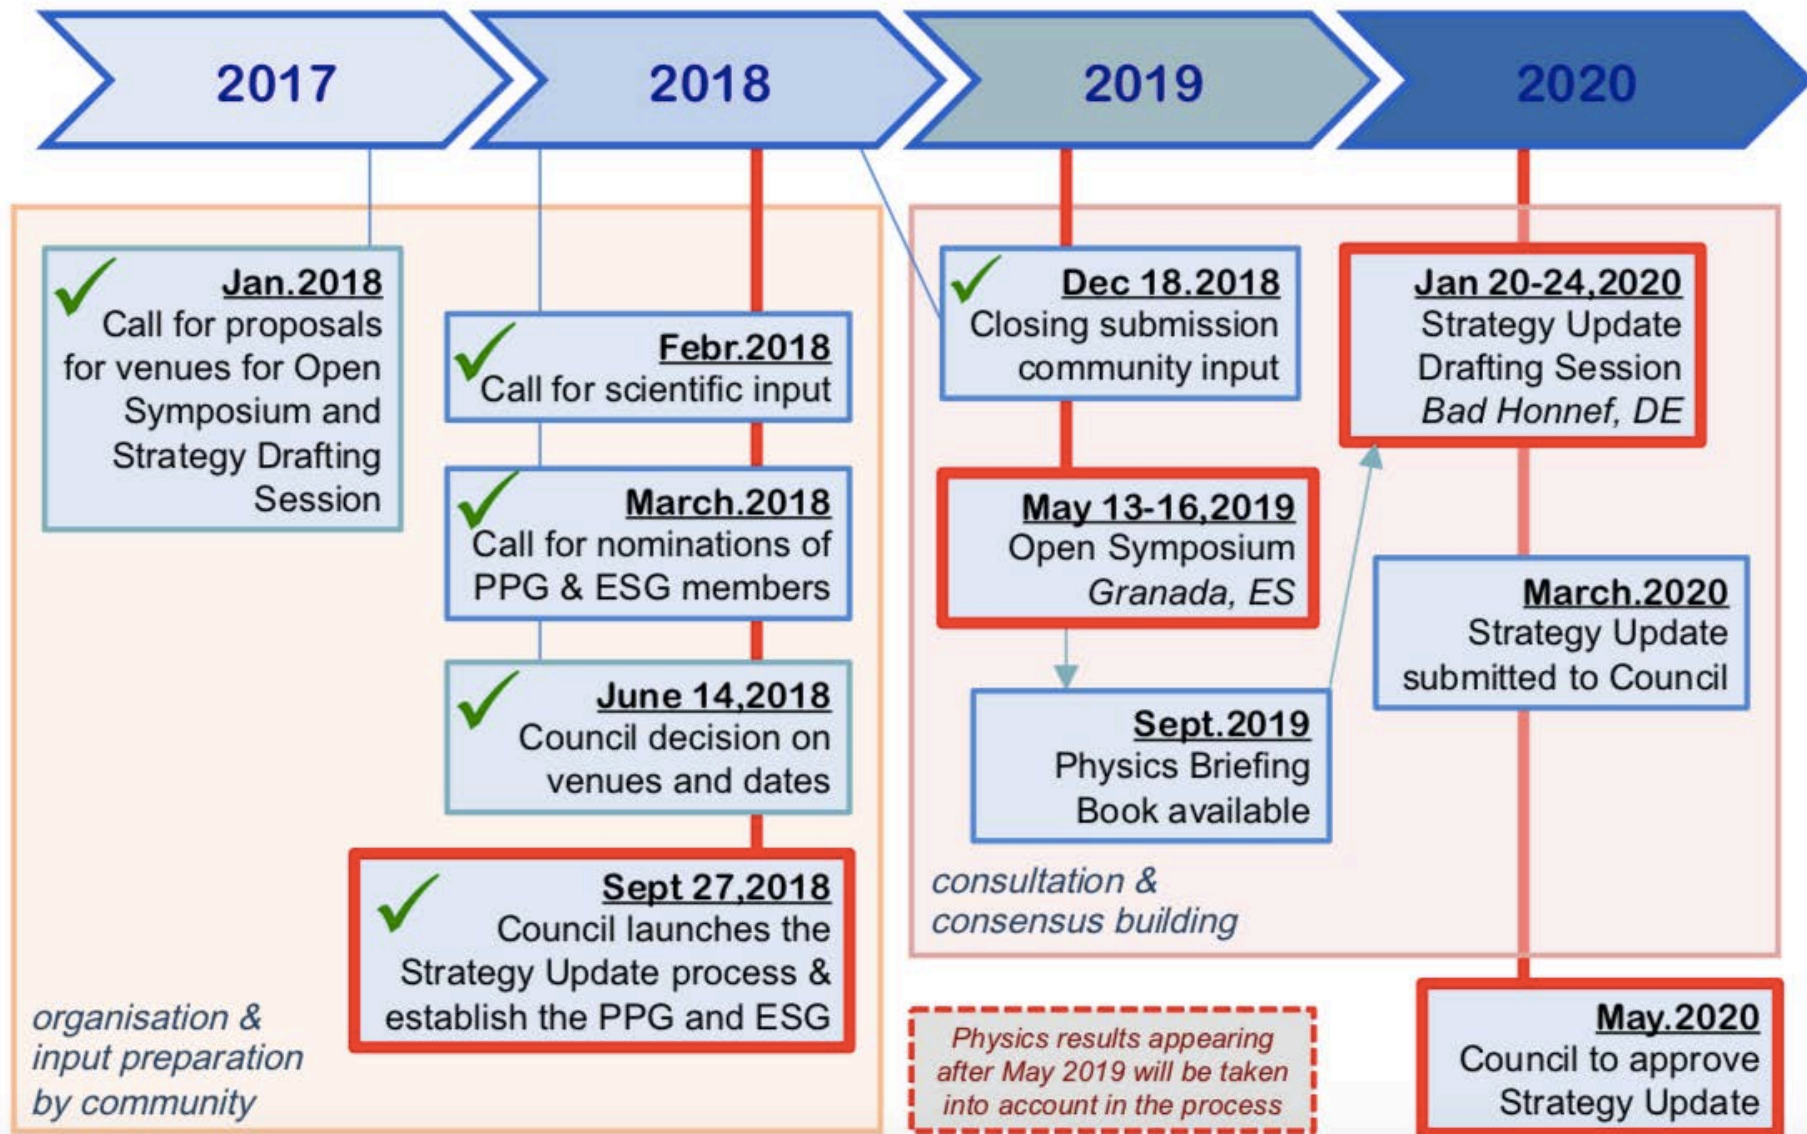 2017
2018
2019
2020
Jan.2018
Call for proposals
for venues for Open
Symposium and
Strategy Drafting
Session
Febr.2018
Call for scientific input
March.2018
Call for nominations of
PPG & ESG members
June 14,2018
Council decision on
venues and dates
Sept 27,2018
Council launches the
Strategy Update process &
establish the PPG and ESG
organisation &
input preparation
by community
Dec 18.2018
Closing submission
community input
May 13-16,2019
Open Symposium
Granada, ES
Sept.2019
Physics Briefing
Book available
consultation &
consensus building
Physics results appearing
after May 2019 will be taken
into account in the process
Jan 20-24,2020
Strategy Update
Drafting Session
Bad Honnef, DE
March.2020
Strategy Update
submitted to Council
May.2020
Council to approve
Strategy Update